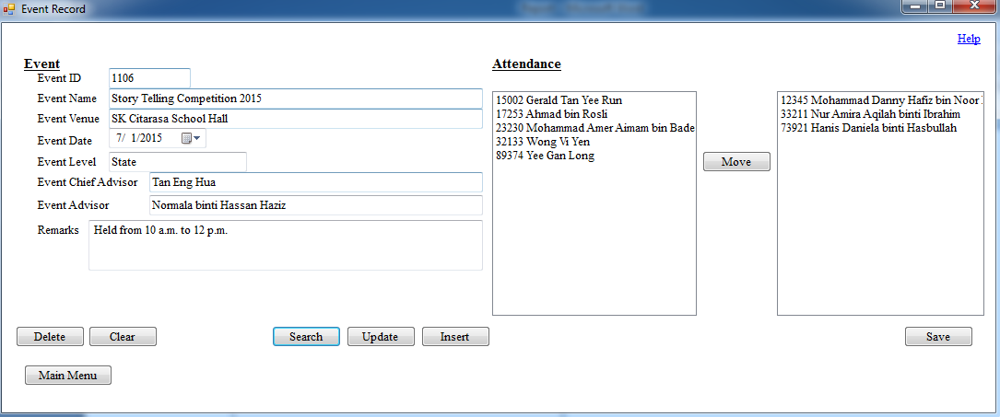 Event Record
Help
Event
Event ID 1106
Event Name Story Telling Competition 2015
Event Venue SK Citarasa School Hall
Event Date 7/ 1/2015
Event Level State
Event Chief Advisor Tan Eng Hua
Event Advisor Normala binti Hassan Haziz
Remarks Held from 10 a.m. to 12 p.m.
Attendance
15002 Gerald Tan Yee Run
17253 Ahmad bin Rosli
23230 Mohammad Amer Aimam bin Bade
32133 Wong Vi Yen
89374 Yee Gan Long
Move
12345 Mohammad Danny Hafiz bin Noor
33211 Nur Amira Aqilah binti Ibrahim
73921 Hanis Daniela binti Hasbullah
Delete Clear Search Update Insert Save
Main Menu